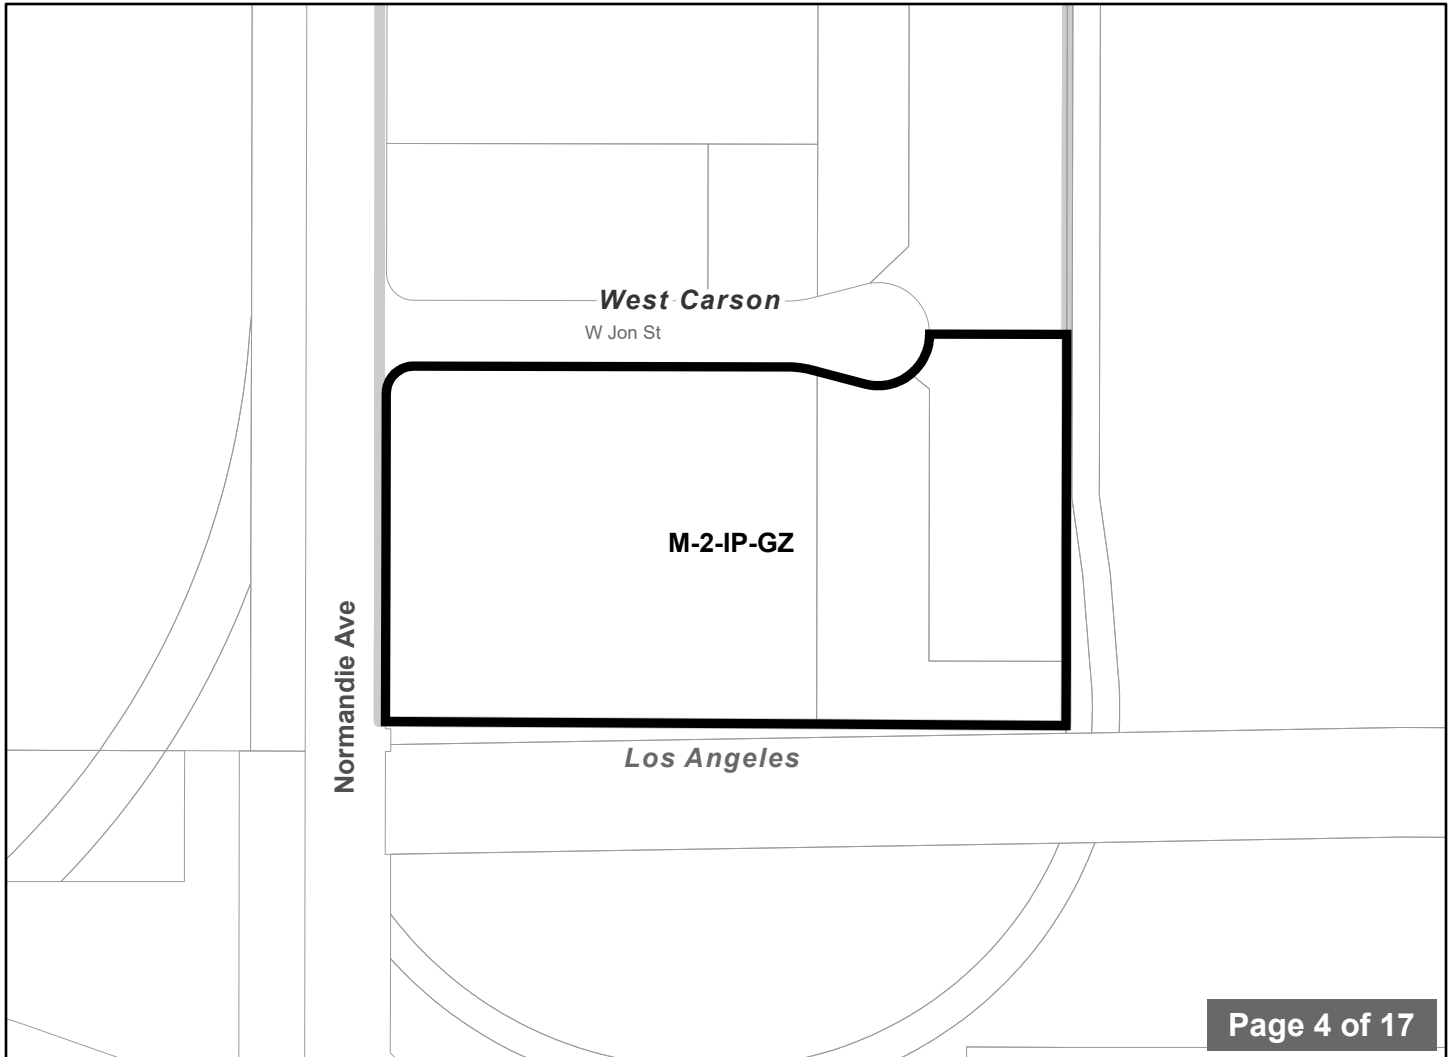 West Carson
W Jon St
M-2-IP-GZ
Normandie Ave
Los Angeles
Page 4 of 17